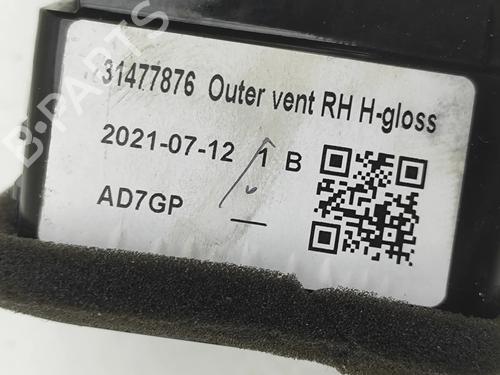 31477876 Outer vent RH H-gloss
2021-07-12 1 B
AD7GP
B-PARTS